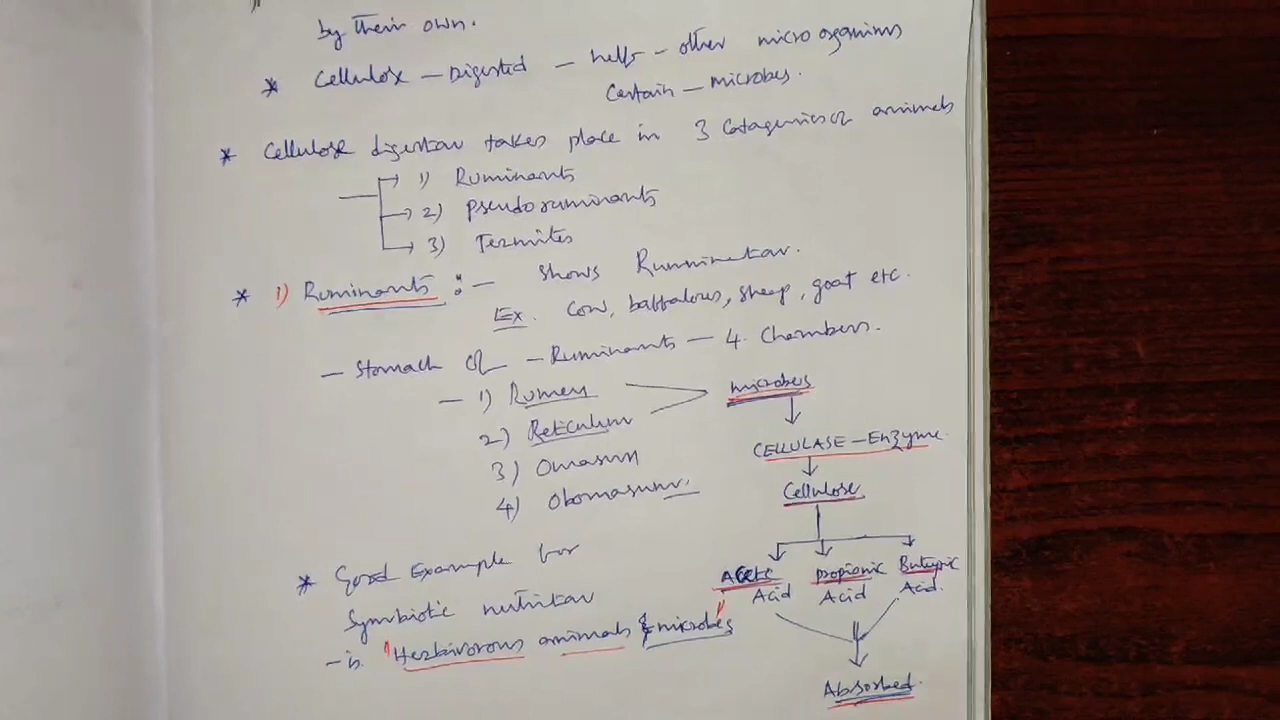 by their own.
* Cellulose – Digested – help – other micro organisms
Certain – microbes.
* Cellulose digestion takes place in 3 Catagories of animals
→ 1) Ruminants
→ 2) pseudoruminants
→ 3) Termites
* 1) Ruminants :– shows Rumination.
Ex. Cow, baffalous, sheep, goat etc.
– Stomach of – Ruminants – 4 Chambers.
– 1) Rumen
2) Reticulum
3) Omasum
4) Obomasum.
microbes
CELLULASE – Enzyme
Cellulose
Acetic Acid
propionic Acid
Butyric Acid.
Absorbed.
* Good Example for
Symbiotic nutrition
– is "Herbivorous animals & microbes"